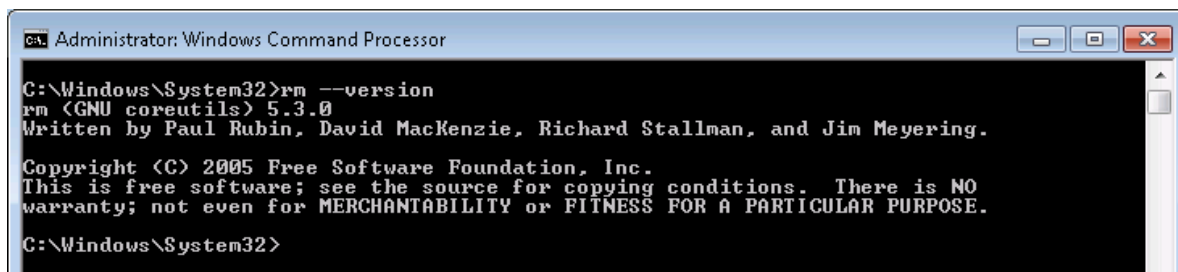 Administrator: Windows Command Processor
C:\Windows\System32>rm --version
rm (GNU coreutils) 5.3.0
Written by Paul Rubin, David MacKenzie, Richard Stallman, and Jim Meyering.
Copyright (C) 2005 Free Software Foundation, Inc.
This is free software; see the source for copying conditions.  There is NO
warranty; not even for MERCHANTABILITY or FITNESS FOR A PARTICULAR PURPOSE.
C:\Windows\System32>